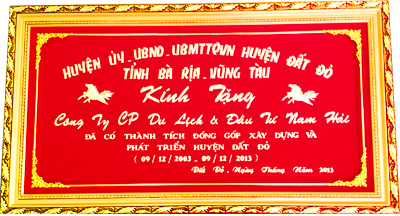 HUYỆN ỦY _ UBND _ UBMTTQVN HUYỆN ĐẤT ĐỎ
TỈNH BÀ RỊA _ VŨNG TÀU
Kính Tặng
Công Ty CP Du Lịch & Đầu Tư Nam Hải
ĐÃ CÓ THÀNH TÍCH ĐÓNG GÓP XÂY DỰNG VÀ
PHÁT TRIỂN HUYỆN ĐẤT ĐỎ
( 09 / 12 / 2003 _ 09 / 12 / 2013 )
Đất Đỏ, Ngày Tháng Năm 2013